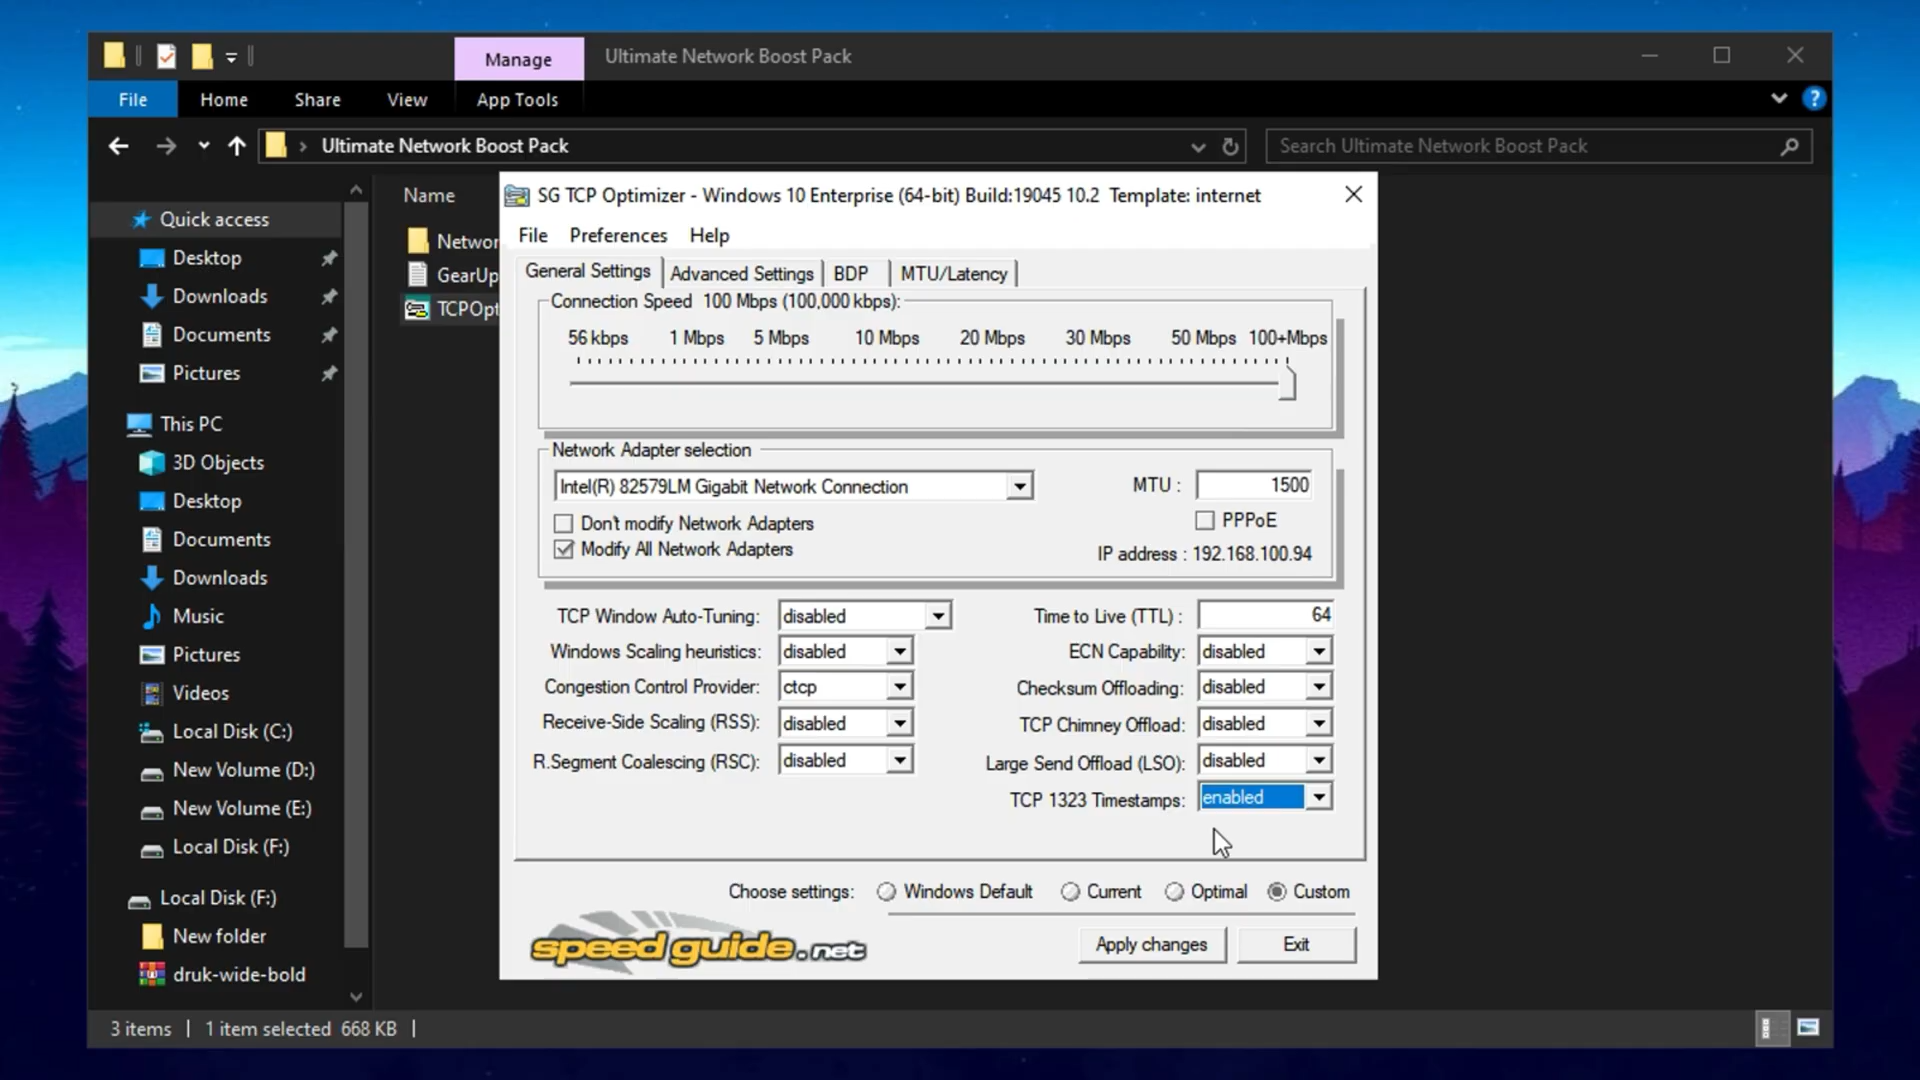 Manage
Ultimate Network Boost Pack
File
Home
Share
View
App Tools
Ultimate Network Boost Pack
Search Ultimate Network Boost Pack
Quick access
Desktop
Downloads
Documents
Pictures
This PC
3D Objects
Desktop
Documents
Downloads
Music
Pictures
Videos
Local Disk (C:)
New Volume (D:)
New Volume (E:)
Local Disk (F:)
Local Disk (F:)
New folder
druk-wide-bold
Name
Networ
GearUp
TCPOpt
SG TCP Optimizer - Windows 10 Enterprise (64-bit) Build:19045 10.2 Template: internet
File Preferences Help
General Settings Advanced Settings BDP MTU/Latency
Connection Speed 100 Mbps (100,000 kbps):
56 kbps 1 Mbps 5 Mbps 10 Mbps 20 Mbps 30 Mbps 50 Mbps 100+Mbps
Network Adapter selection
Intel(R) 82579LM Gigabit Network Connection
MTU : 1500
Don't modify Network Adapters
PPPoE
Modify All Network Adapters
IP address : 192.168.100.94
TCP Window Auto-Tuning: disabled
Time to Live (TTL) : 64
Windows Scaling heuristics: disabled
ECN Capability: disabled
Congestion Control Provider: ctcp
Checksum Offloading: disabled
Receive-Side Scaling (RSS): disabled
TCP Chimney Offload: disabled
R.Segment Coalescing (RSC): disabled
Large Send Offload (LSO): disabled
TCP 1323 Timestamps: enabled
Choose settings: Windows Default Current Optimal Custom
speedguide.net
Apply changes
Exit
3 items
1 item selected 668 KB